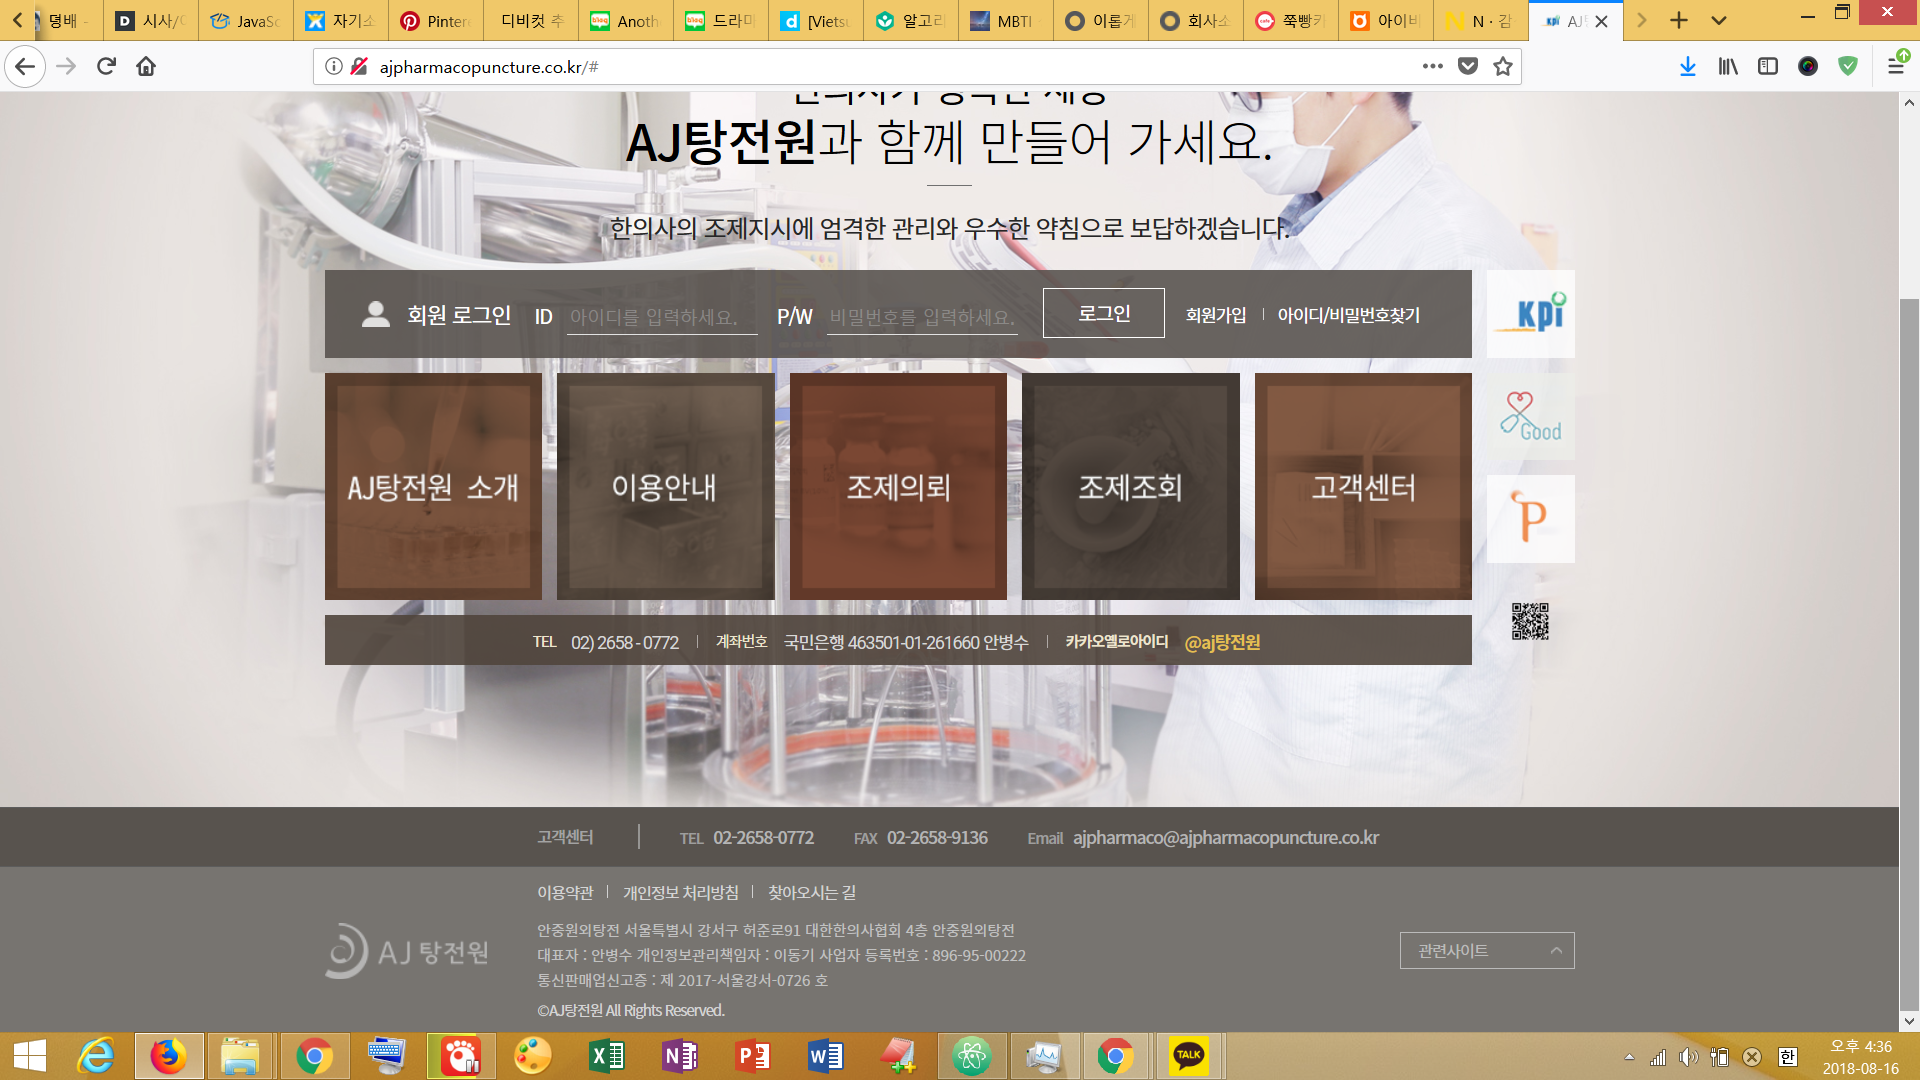 명배 -
시사/
JavaSc
자기소
Pinter
디비컷 추
Anoth
드라마
[Vietsu
알고리
MBTI
이롭게
회사소
쭉빵카
아이비
N · 감
AJ
ajpharmacopuncture.co.kr/#
AJ탕전원과 함께 만들어 가세요.
한의사의 조제지시에 엄격한 관리와 우수한 약침으로 보답하겠습니다.
회원 로그인 ID 아이디를 입력하세요. P/W 비밀번호를 입력하세요. 로그인 회원가입 아이디/비밀번호찾기
KPi
Good
P
AJ탕전원 소개
이용안내
조제의뢰
조제조회
고객센터
TEL 02) 2658 - 0772 계좌번호 국민은행 463501-01-261660 안병수 카카오옐로아이디 @aj탕전원
고객센터 TEL 02-2658-0772 FAX 02-2658-9136 Email ajpharmaco@ajpharmacopuncture.co.kr
이용약관 개인정보 처리방침 찾아오시는 길
AJ 탕전원
안중원외탕전 서울특별시 강서구 허준로91 대한한의사협회 4층 안중원외탕전
대표자 : 안병수 개인정보관리책임자 : 이동기 사업자 등록번호 : 896-95-00222
통신판매업신고증 : 제 2017-서울강서-0726 호
©AJ탕전원 All Rights Reserved.
관련사이트
TALK
한
오후 4:36
2018-08-16